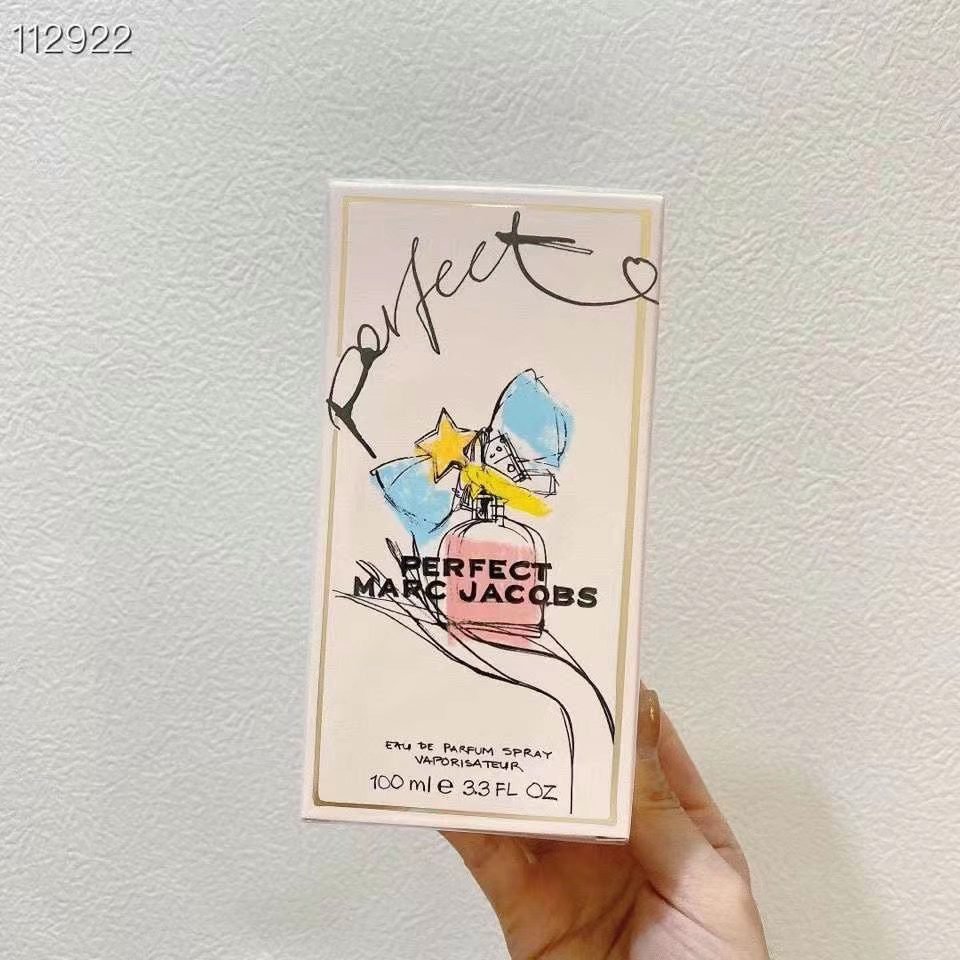 112922
perfect
PERFECT
MARC JACOBS
EAU DE PARFUM SPRAY
VAPORISATEUR
100 ml e 3.3 FL OZ